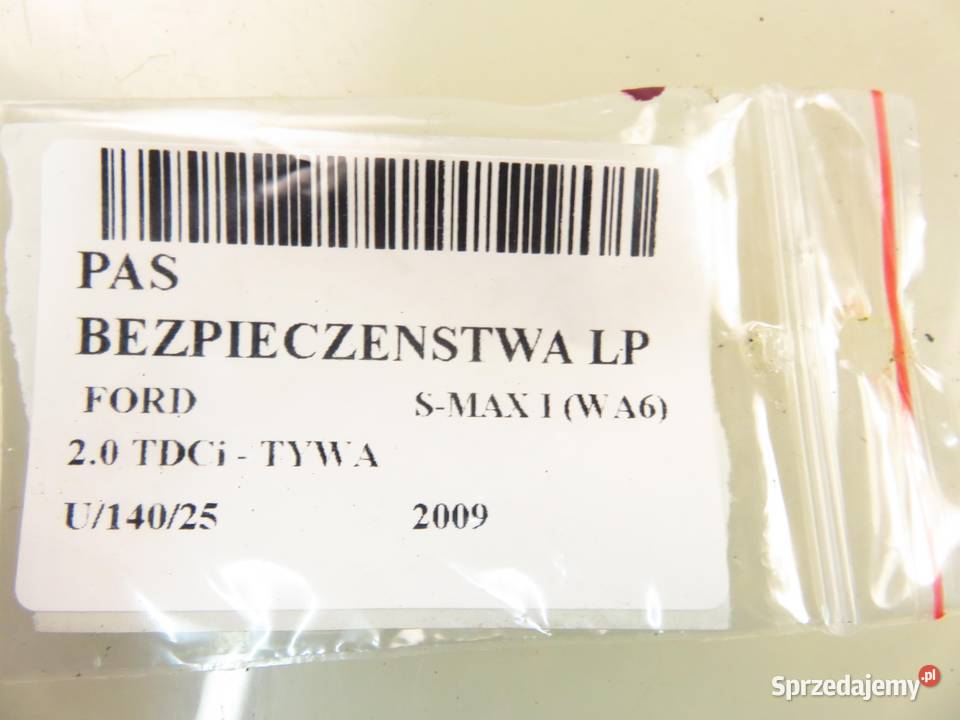 PAS
BEZPIECZENSTWA LP
FORD S-MAX I (WA6)
2.0 TDCi - TYWA
U/140/25 2009
Sprzedajemy.pl